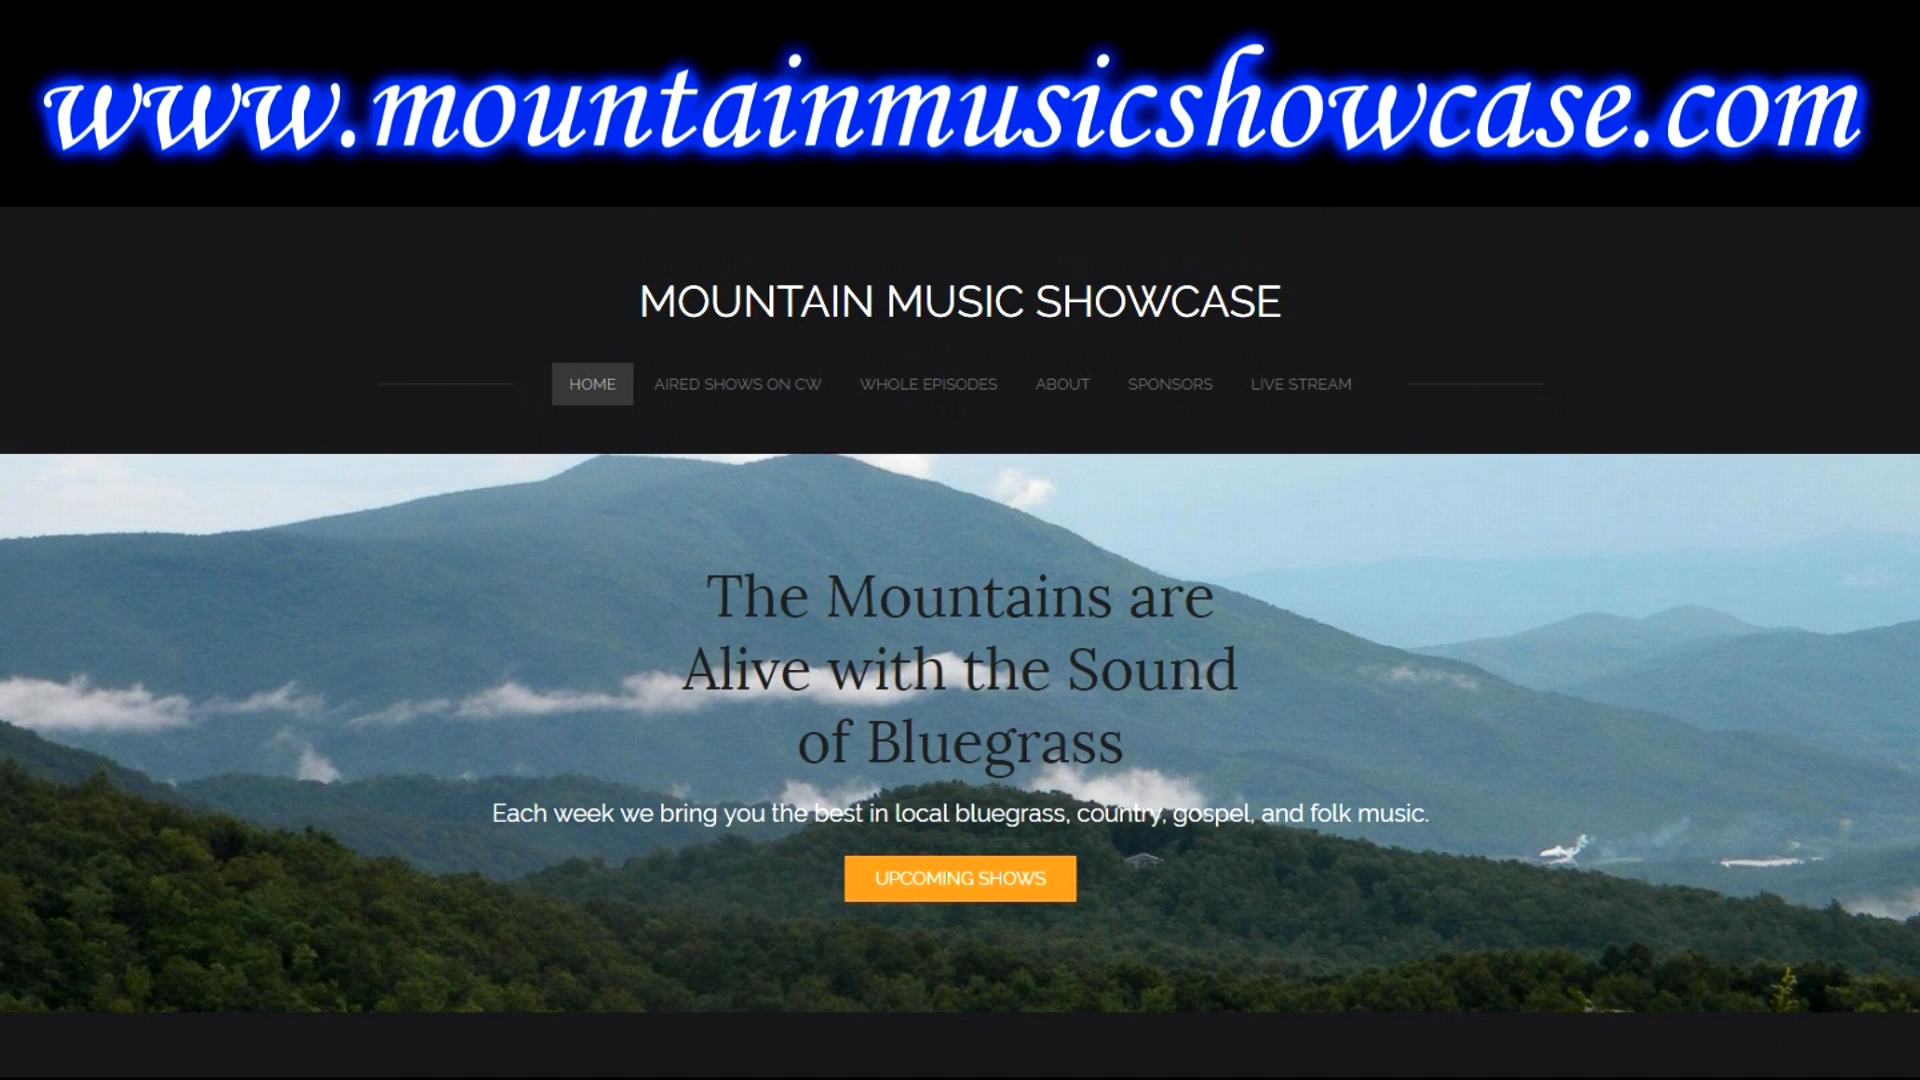 www.mountainmusicshowcase.com
MOUNTAIN MUSIC SHOWCASE
HOME AIRED SHOWS ON CW WHOLE EPISODES ABOUT SPONSORS LIVE STREAM
The Mountains are
Alive with the Sound
of Bluegrass
Each week we bring you the best in local bluegrass, country, gospel, and folk music.
UPCOMING SHOWS